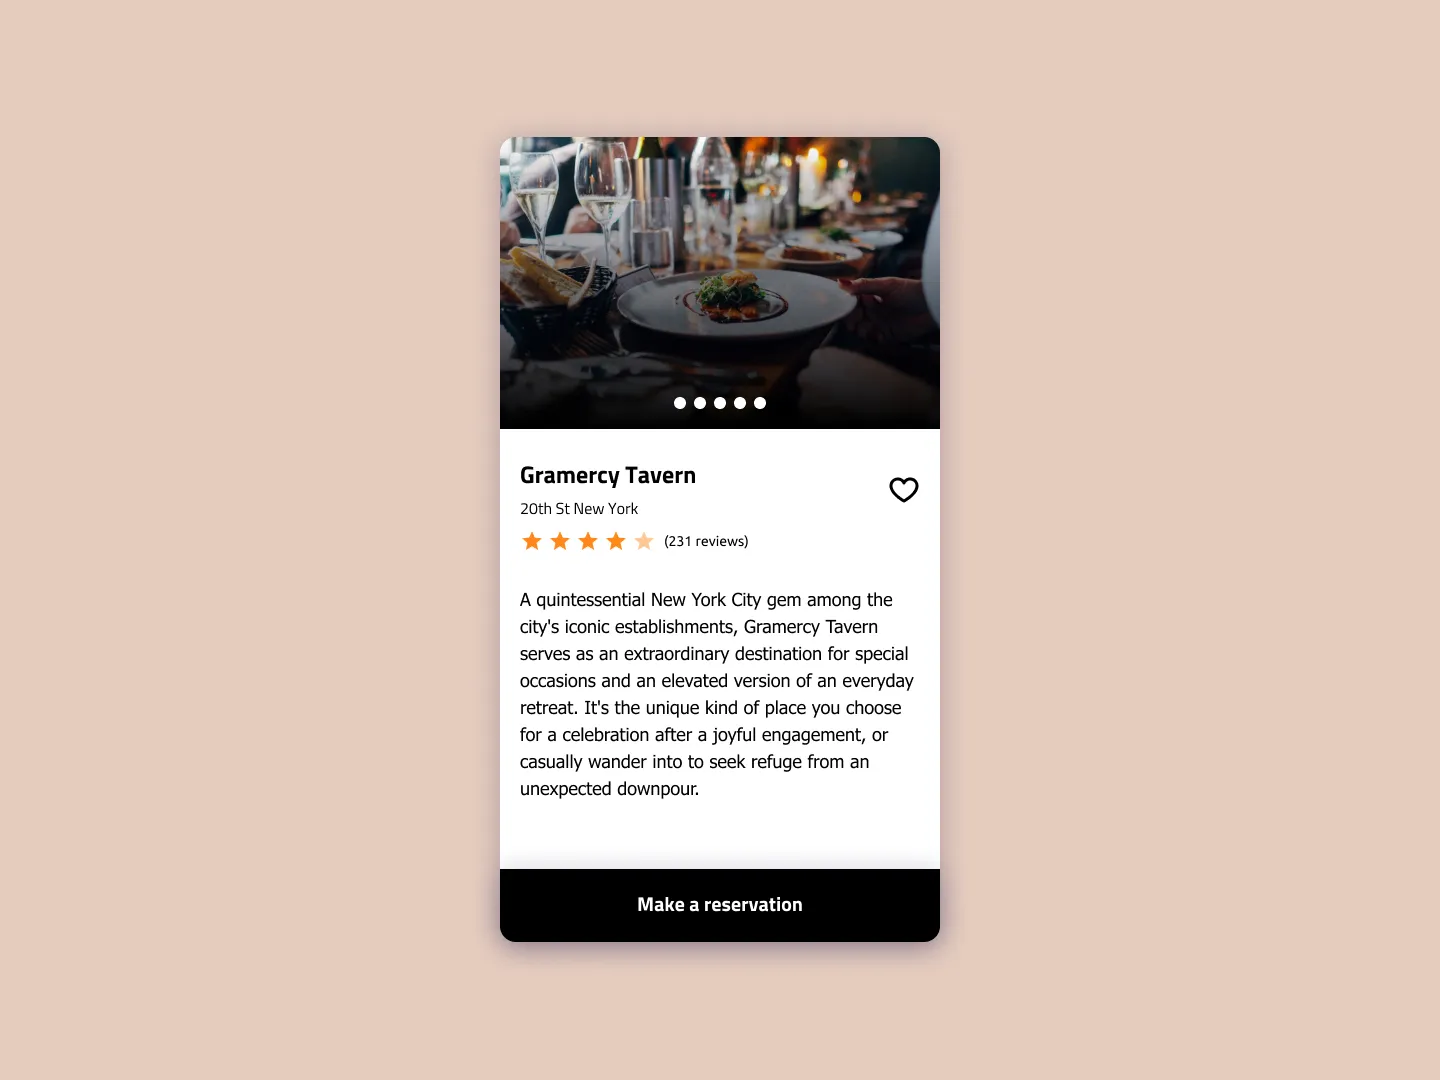 Gramercy Tavern
20th St New York
(231 reviews)
A quintessential New York City gem among the
city's iconic establishments, Gramercy Tavern
serves as an extraordinary destination for special
occasions and an elevated version of an everyday
retreat. It's the unique kind of place you choose
for a celebration after a joyful engagement, or
casually wander into to seek refuge from an
unexpected downpour.
Make a reservation